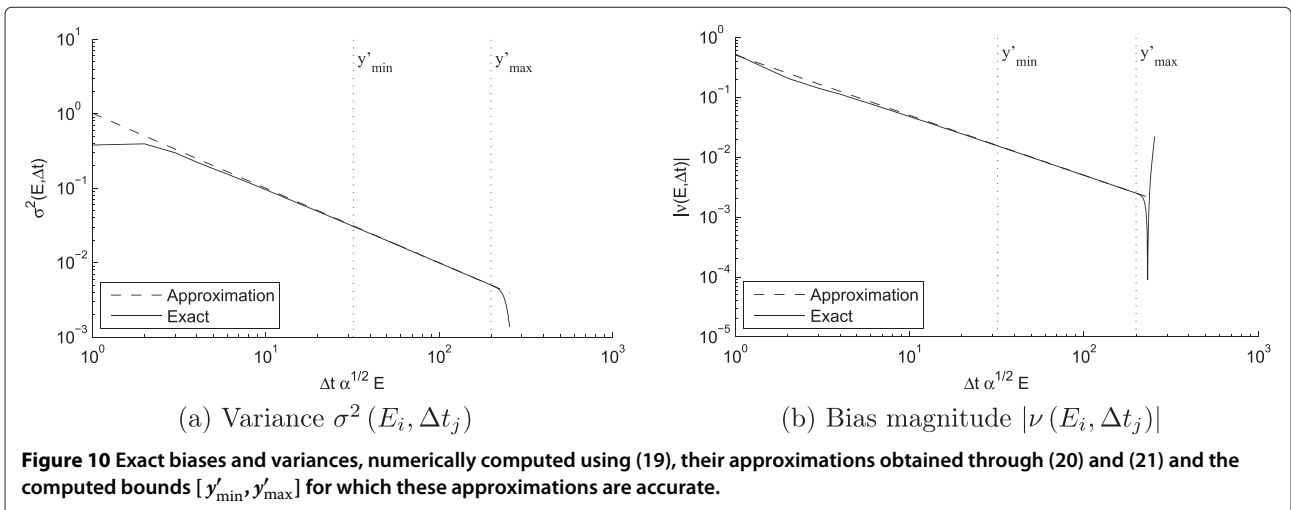 10^1
10^0
10^-1
10^-2
10^-3
σ²(E,Δt)
y'min
y'max
Approximation
Exact
10^0
10^1
10^2
10^3
Δt α^1/2 E
(a) Variance σ² (E_i, Δt_j)
10^0
10^-1
10^-2
10^-3
10^-4
10^-5
|ν(E,Δt)|
y'min
y'max
Approximation
Exact
10^0
10^1
10^2
10^3
Δt α^1/2 E
(b) Bias magnitude |ν (E_i, Δt_j)|
Figure 10 Exact biases and variances, numerically computed using (19), their approximations obtained through (20) and (21) and the
computed bounds [ y′min, y′max] for which these approximations are accurate.